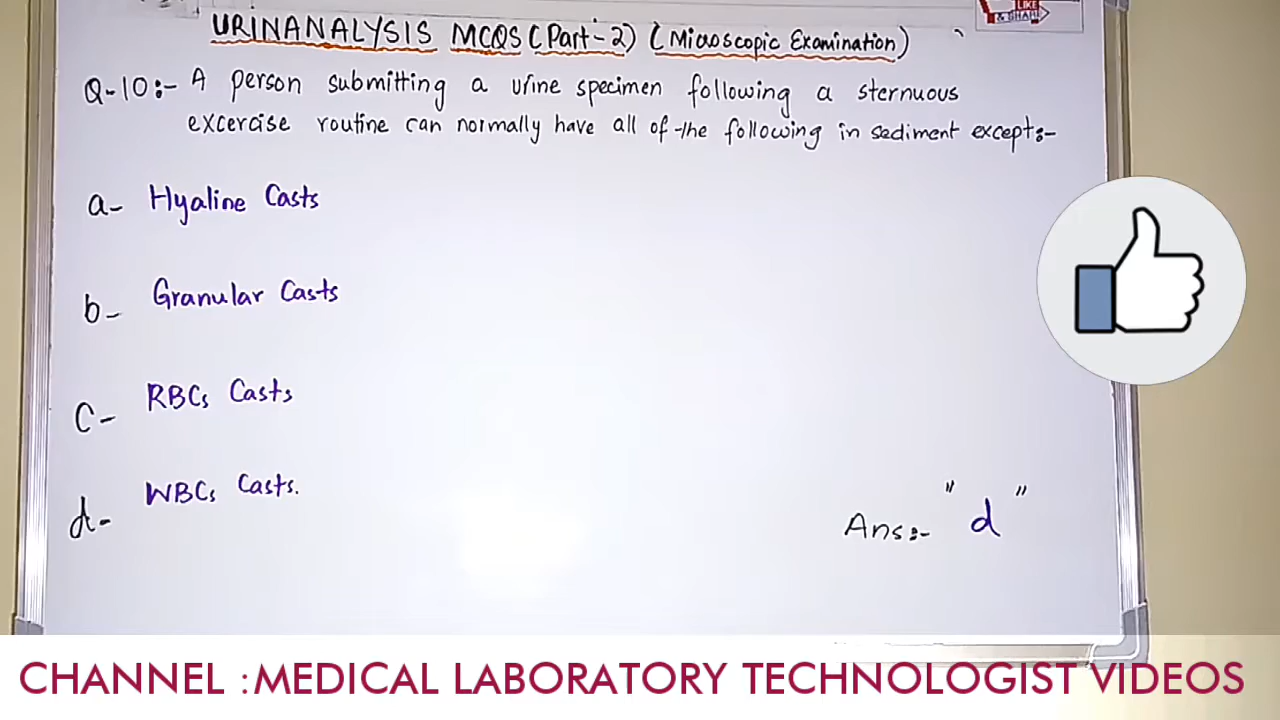 LIKE
& SHARE
URINANALYSIS MCQS (Part-2) (Microscopic Examination)
Q-10:- A person submitting a urine specimen following a sternuous
excercise routine can normally have all of the following in sediment except:-
a- Hyaline Casts
b- Granular Casts
c- RBCs Casts
d- WBCs Casts.
Ans:- "d"
CHANNEL :MEDICAL LABORATORY TECHNOLOGIST VIDEOS